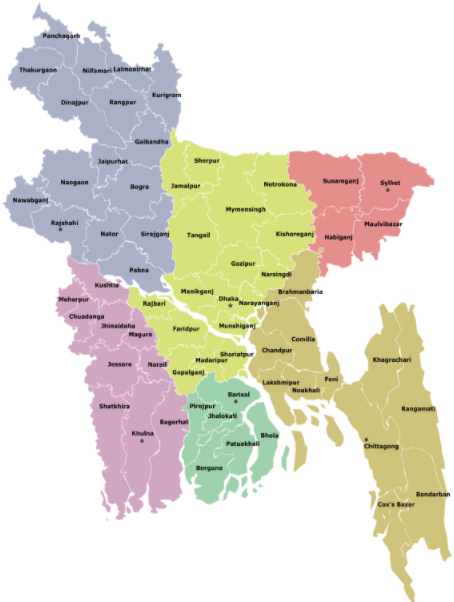 Panchagarh
Thakurgaon
Nilfamari
Lalmoneirhat
Kurigram
Dinajpur
Rangpur
Gaibandha
Jaipurhat
Naogaon
Bogra
Nawabganj
Rajshahi
Nator
Sirajganj
Pabna
Sherpur
Jamalpur
Netrokona
Mymensingh
Tangail
Kishoreganj
Gazipur
Narsingdi
Manikganj
Dhaka
Narayanganj
Munshiganj
Rajbari
Faridpur
Shariatpur
Madaripur
Gopalganj
Sunamganj
Sylhet
Habiganj
Maulvibazar
Kushtia
Meherpur
Chuadanga
Jhinaidaha
Magura
Jessore
Narail
Shatkhira
Bagerhat
Khulna
Barisal
Pirojpur
Jhalokati
Bhola
Patuakhali
Borguna
Brahmanbaria
Comilla
Chandpur
Lakshmipur
Feni
Noakhali
Khagrachari
Rangamati
Chittagong
Bandarban
Cox's Bazar